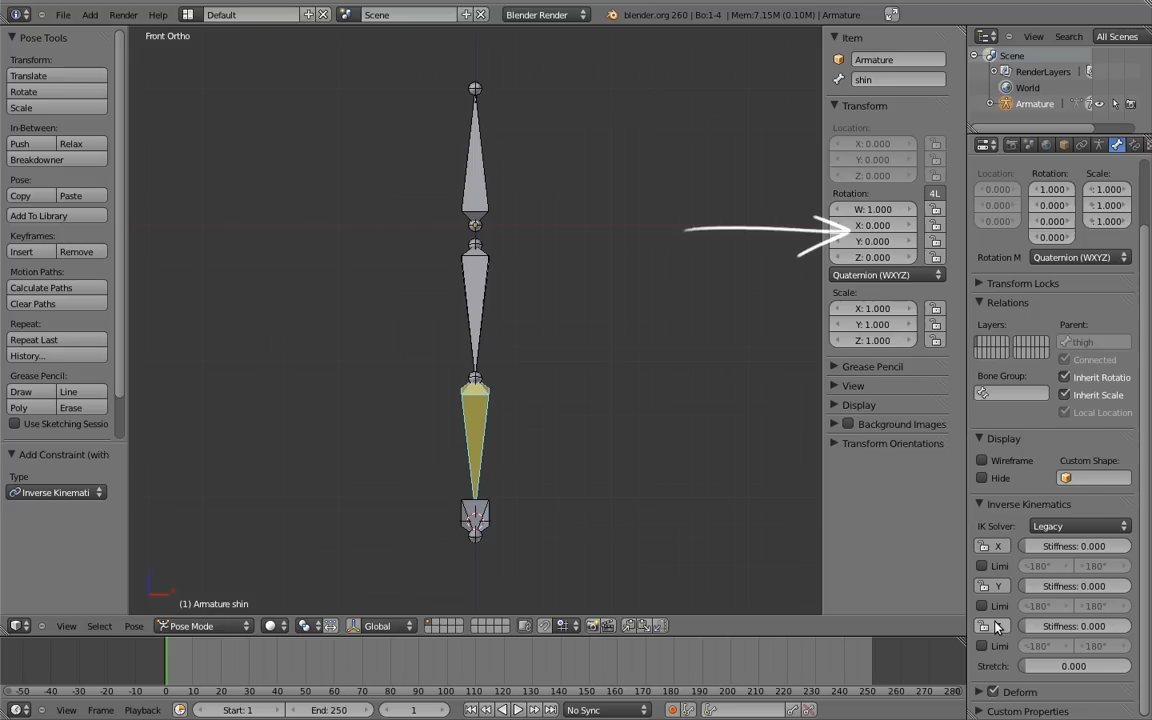 File Add Render Help Default Scene Blender Render blender.org 260 | Bo:1-4 | Mem:7.15M (0.10M) | Armature
Pose Tools
Transform:
Translate
Rotate
Scale
In-Between:
Push Relax
Breakdowner
Pose:
Copy Paste
Add To Library
Keyframes:
Insert Remove
Motion Paths:
Calculate Paths
Clear Paths
Repeat:
Repeat Last
History...
Grease Pencil:
Draw Line
Poly Erase
Use Sketching Sessio
Add Constraint (with
Type
Inverse Kinemati
Front Ortho
(1) Armature shin
Item
Armature
shin
Transform
Location:
X: 0.000
Y: 0.000
Z: 0.000
Rotation: 4L
W: 1.000
X: 0.000
Y: 0.000
Z: 0.000
Quaternion (WXYZ)
Scale:
X: 1.000
Y: 1.000
Z: 1.000
Grease Pencil
View
Display
Background Images
Transform Orientations
View Search All Scenes
Scene
RenderLayers
World
Armature
Location: Rotation: Scale:
0.000 1.000 1.000
0.000 0.000 1.000
0.000 0.000 1.000
0.000
Rotation M Quaternion (WXYZ)
Transform Locks
Relations
Layers: Parent:
thigh
Connected
Bone Group: Inherit Rotatio
Inherit Scale
Local Location
Display
Wireframe Custom Shape:
Hide
Inverse Kinematics
IK Solver: Legacy
X Stiffness: 0.000
Limi -180° 180°
Y Stiffness: 0.000
Limi -180° 180°
Stiffness: 0.000
Limi -180° 180°
Stretch: 0.000
Deform
Custom Properties
View Select Pose Pose Mode Global
-50 -40 -30 -20 -10 0 10 20 30 40 50 60 70 80 90 100 110 120 130 140 150 160 170 180 190 200 210 220 230 240 250 260 270 280
View Frame Playback Start: 1 End: 250 1 No Sync